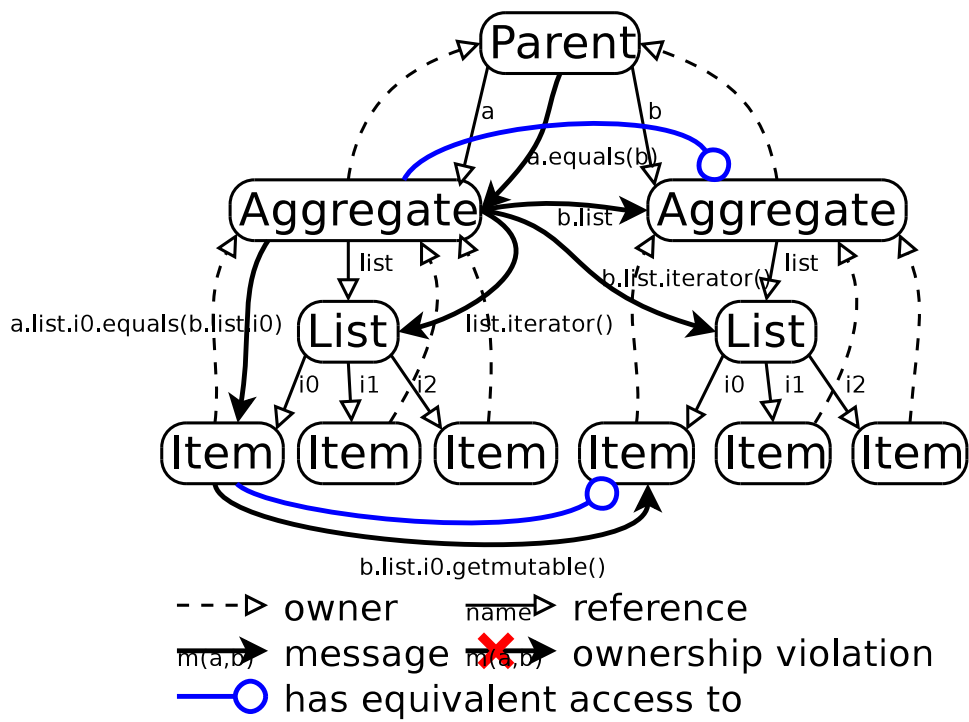 Parent
a
b
a.equals(b)
Aggregate
Aggregate
b.list
list
b.list.iterator()
list
a.list.i0.equals(b.list.i0)
List
list.iterator()
List
i0
i1
i2
i0
i1
i2
Item
Item
Item
Item
Item
Item
b.list.i0.getmutable()
owner
name
reference
m(a,b)
message
m(a,b)
ownership violation
has equivalent access to